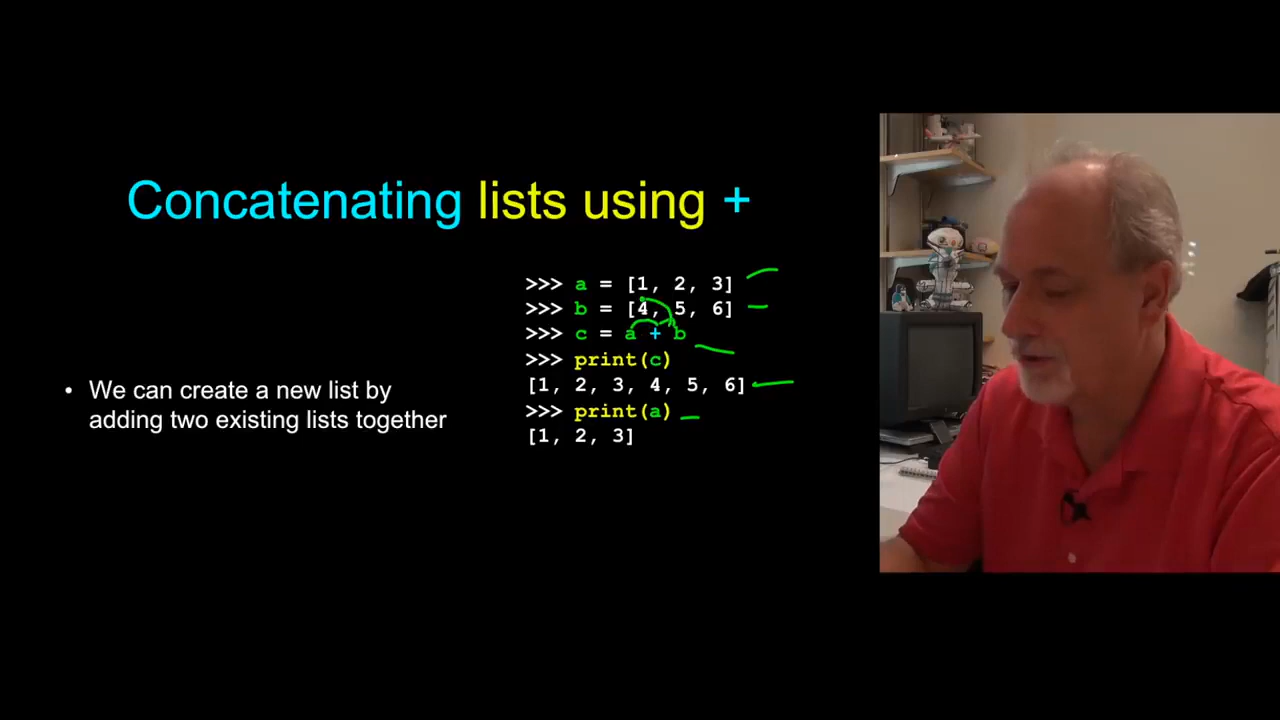 Concatenating lists using +
• We can create a new list by
adding two existing lists together
>>> a = [1, 2, 3]
>>> b = [4, 5, 6]
>>> c = a + b
>>> print(c)
[1, 2, 3, 4, 5, 6]
>>> print(a)
[1, 2, 3]